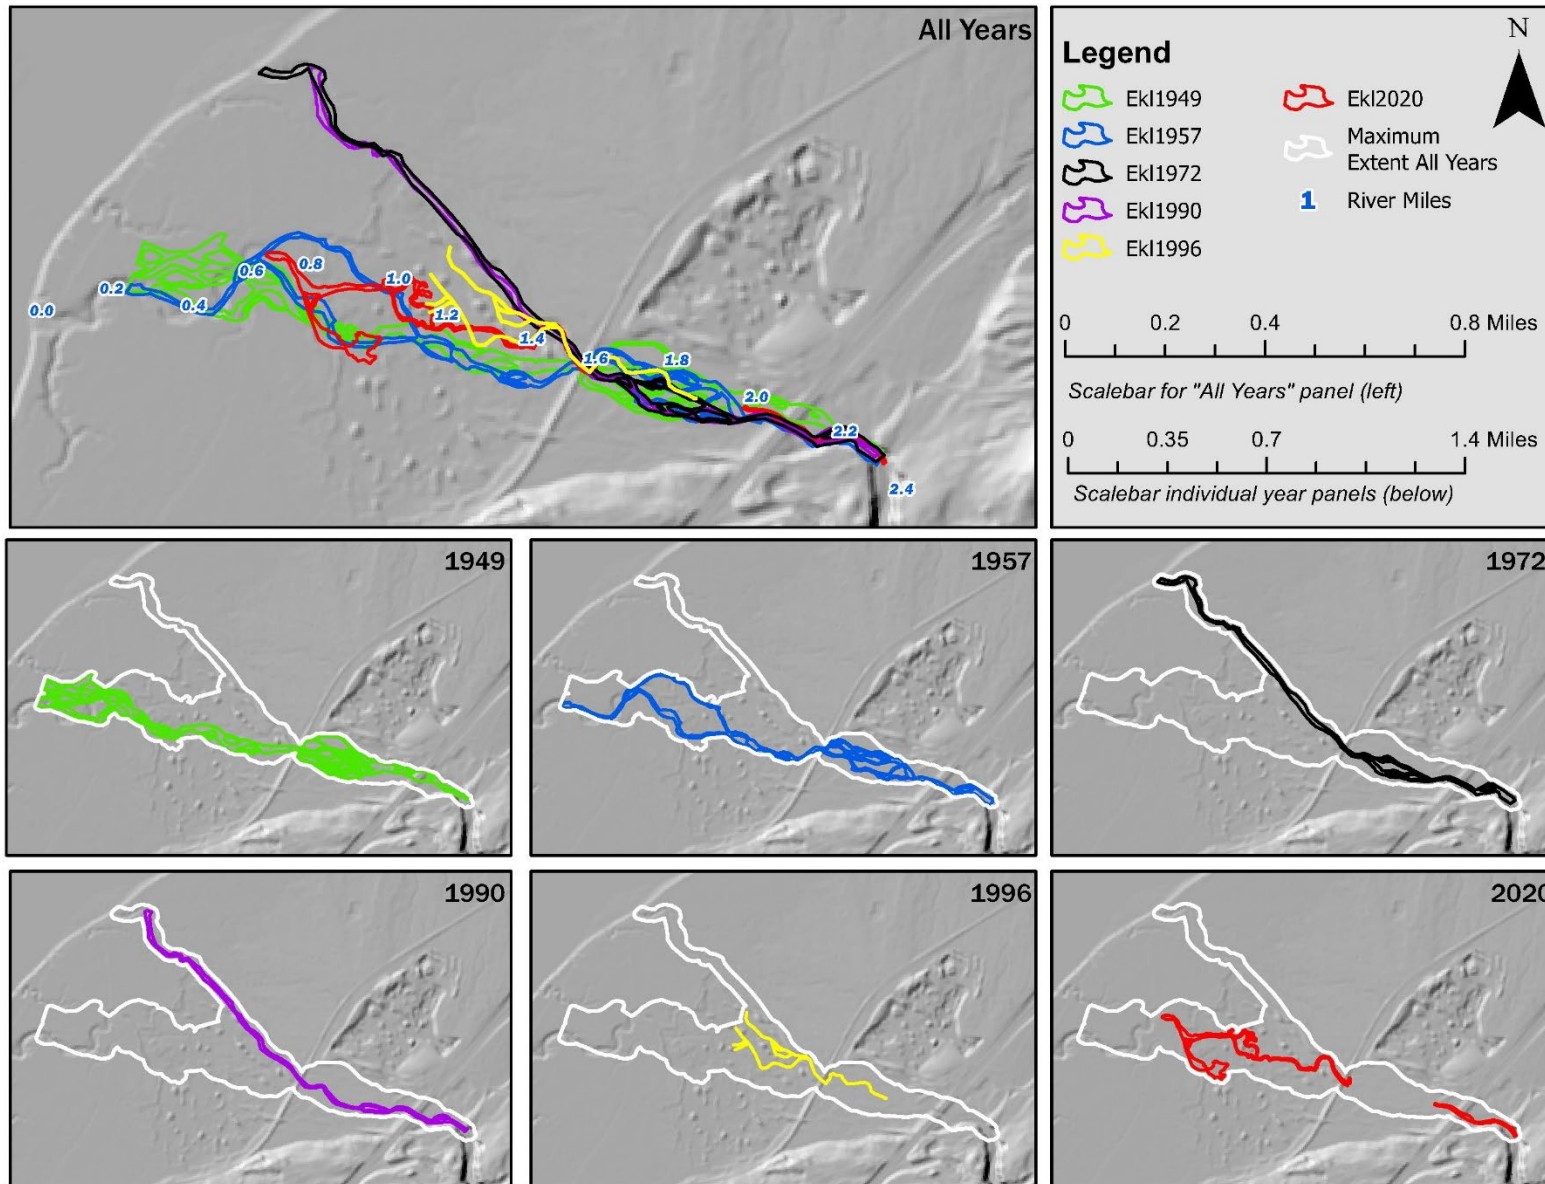 All Years
0.0
0.2
0.4
0.6
0.8
1.0
1.2
1.4
1.6
1.8
2.0
2.2
2.4
Legend
N
Ekl1949
Ekl1957
Ekl1972
Ekl1990
Ekl1996
Ekl2020
Maximum
Extent All Years
1 River Miles
0 0.2 0.4 0.8 Miles
Scalebar for "All Years" panel (left)
0 0.35 0.7 1.4 Miles
Scalebar individual year panels (below)
1949
1957
1972
1990
1996
2020